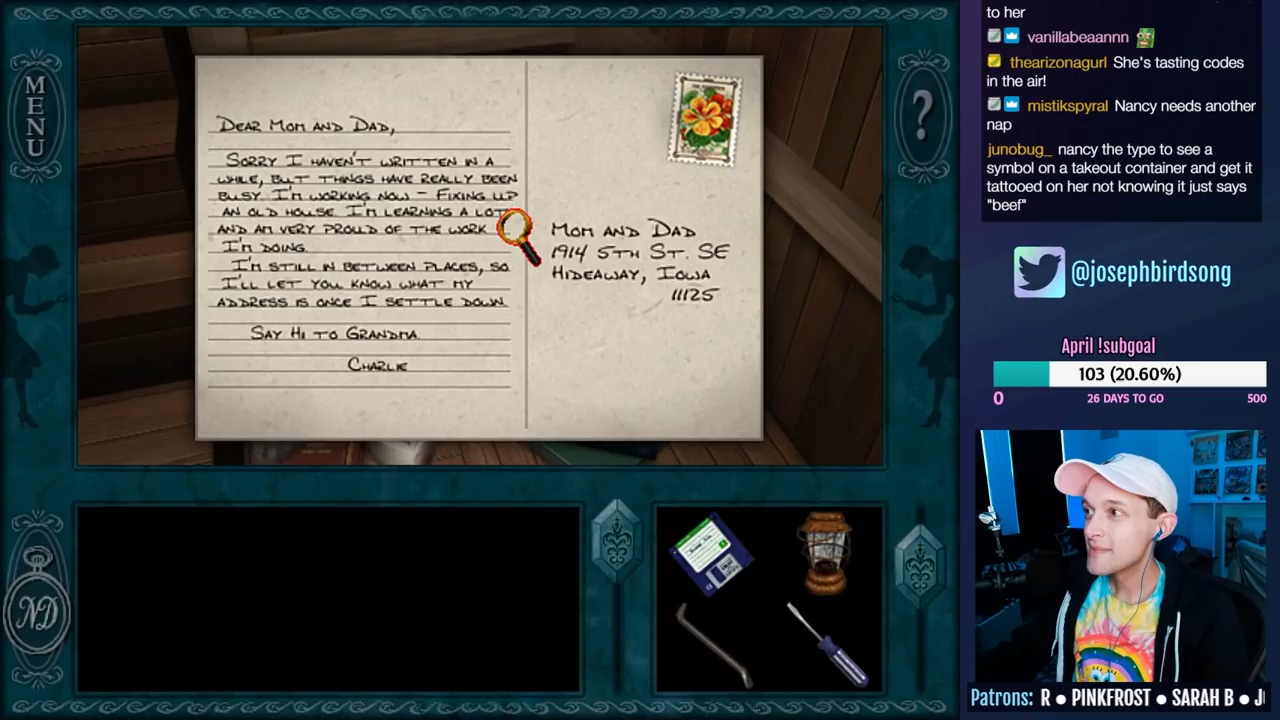 MENU
DEAR MOM AND DAD,
SORRY I HAVEN'T WRITTEN IN A
WHILE, BUT THINGS HAVE REALLY BEEN
BUSY. I'M WORKING NOW - FIXING UP
AN OLD HOUSE. I'M LEARNING A LOT
AND AM VERY PROUD OF THE WORK
I'M DOING.
I'M STILL IN BETWEEN PLACES, SO
I'LL LET YOU KNOW WHAT MY
ADDRESS IS ONCE I SETTLE DOWN.
SAY HI TO GRANDMA.
CHARLIE
MOM AND DAD
1914 5TH ST. SE
HIDEAWAY, IOWA
11125
?
ND
to her
vanillabeaannn
thearizonagurl She's tasting codes
in the air!
mistikspyral Nancy needs another
nap
junobug_ nancy the type to see a
symbol on a takeout container and get it
tattooed on her not knowing it just says
"beef"
@josephbirdsong
April !subgoal
103 (20.60%)
0 26 DAYS TO GO 500
Patrons: R ● PINKFROST ● SARAH B ● J